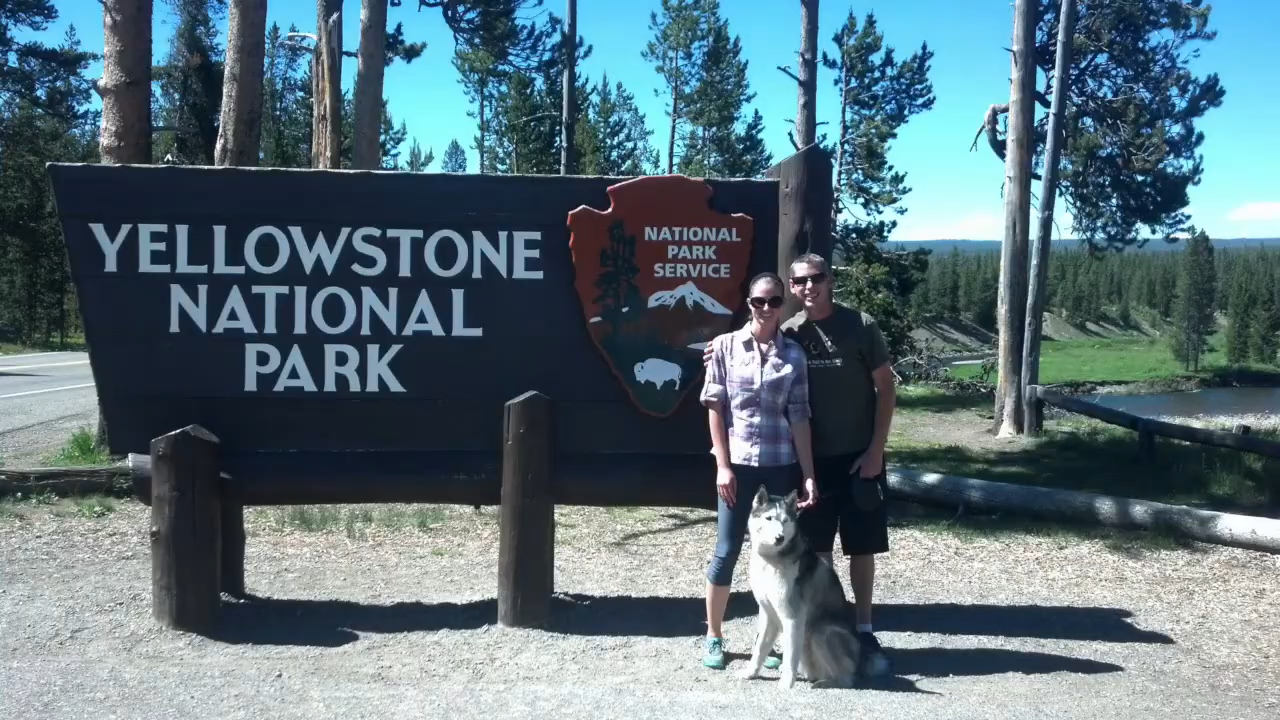 YELLOWSTONE
NATIONAL
PARK
NATIONAL
PARK
SERVICE